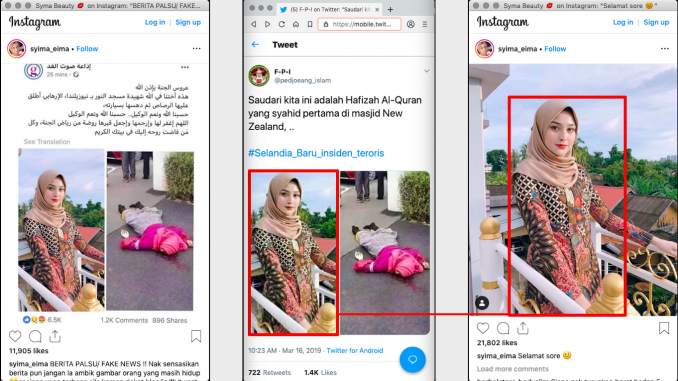 Syma Beauty 💋 on Instagram: "BERITA PALSU/ FAKE...
Instagram
Log in | Sign up
syima_eima • Follow
إذاعة صوت الغد
25 mins
عروس الجنة بإذن الله
هذه أختنا في الله شهيدة مسجد النور بـ نيوزيلندا، الإرهابي أطلق
عليها الرصاص ثم دهسها بسيارته،
حسبنا الله ونعم الوكيل.. حسبنا الله ونعم الوكيل
اللهم إغفر لها وإرحمها وإجعل قبرها روضة من رياض الجنة، وكل
من فاضت روحه إليك في بيتك الكريم
See Translation
6.5K
1.2K Comments 896 Shares
11,905 likes
syima_eima BERITA PALSU/ FAKE NEWS !! Nak sensasikan
berita pun jangan la ambik gambar orang yang masih hidup
F-P-I on Twitter: "Saudari kita i
https://mobile.twit...
Tweet
F-P-I
@pedjoeang_islam
Saudari kita ini adalah Hafizah Al-Quran
yang syahid pertama di masjid New
Zealand, ..
#Selandia_Baru_insiden_teroris
10:23 AM · Mar 16, 2019 · Twitter for Android
722 Retweets 1.4K Likes
Syma Beauty 💋 on Instagram: "Selamat sore 😊"
Instagram
Log in | Sign up
syima_eima • Follow
21,802 likes
syima_eima Selamat sore 😊
Load more comments